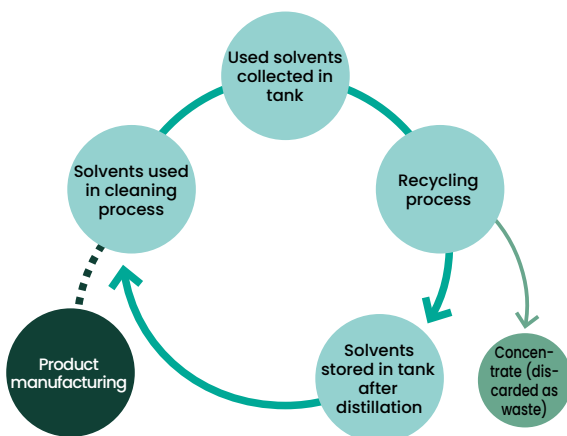 Used solvents
collected in
tank
Solvents used
in cleaning
process
Recycling
process
Product
manufacturing
Solvents
stored in tank
after
distillation
Concen-
trate (dis-
carded as
waste)